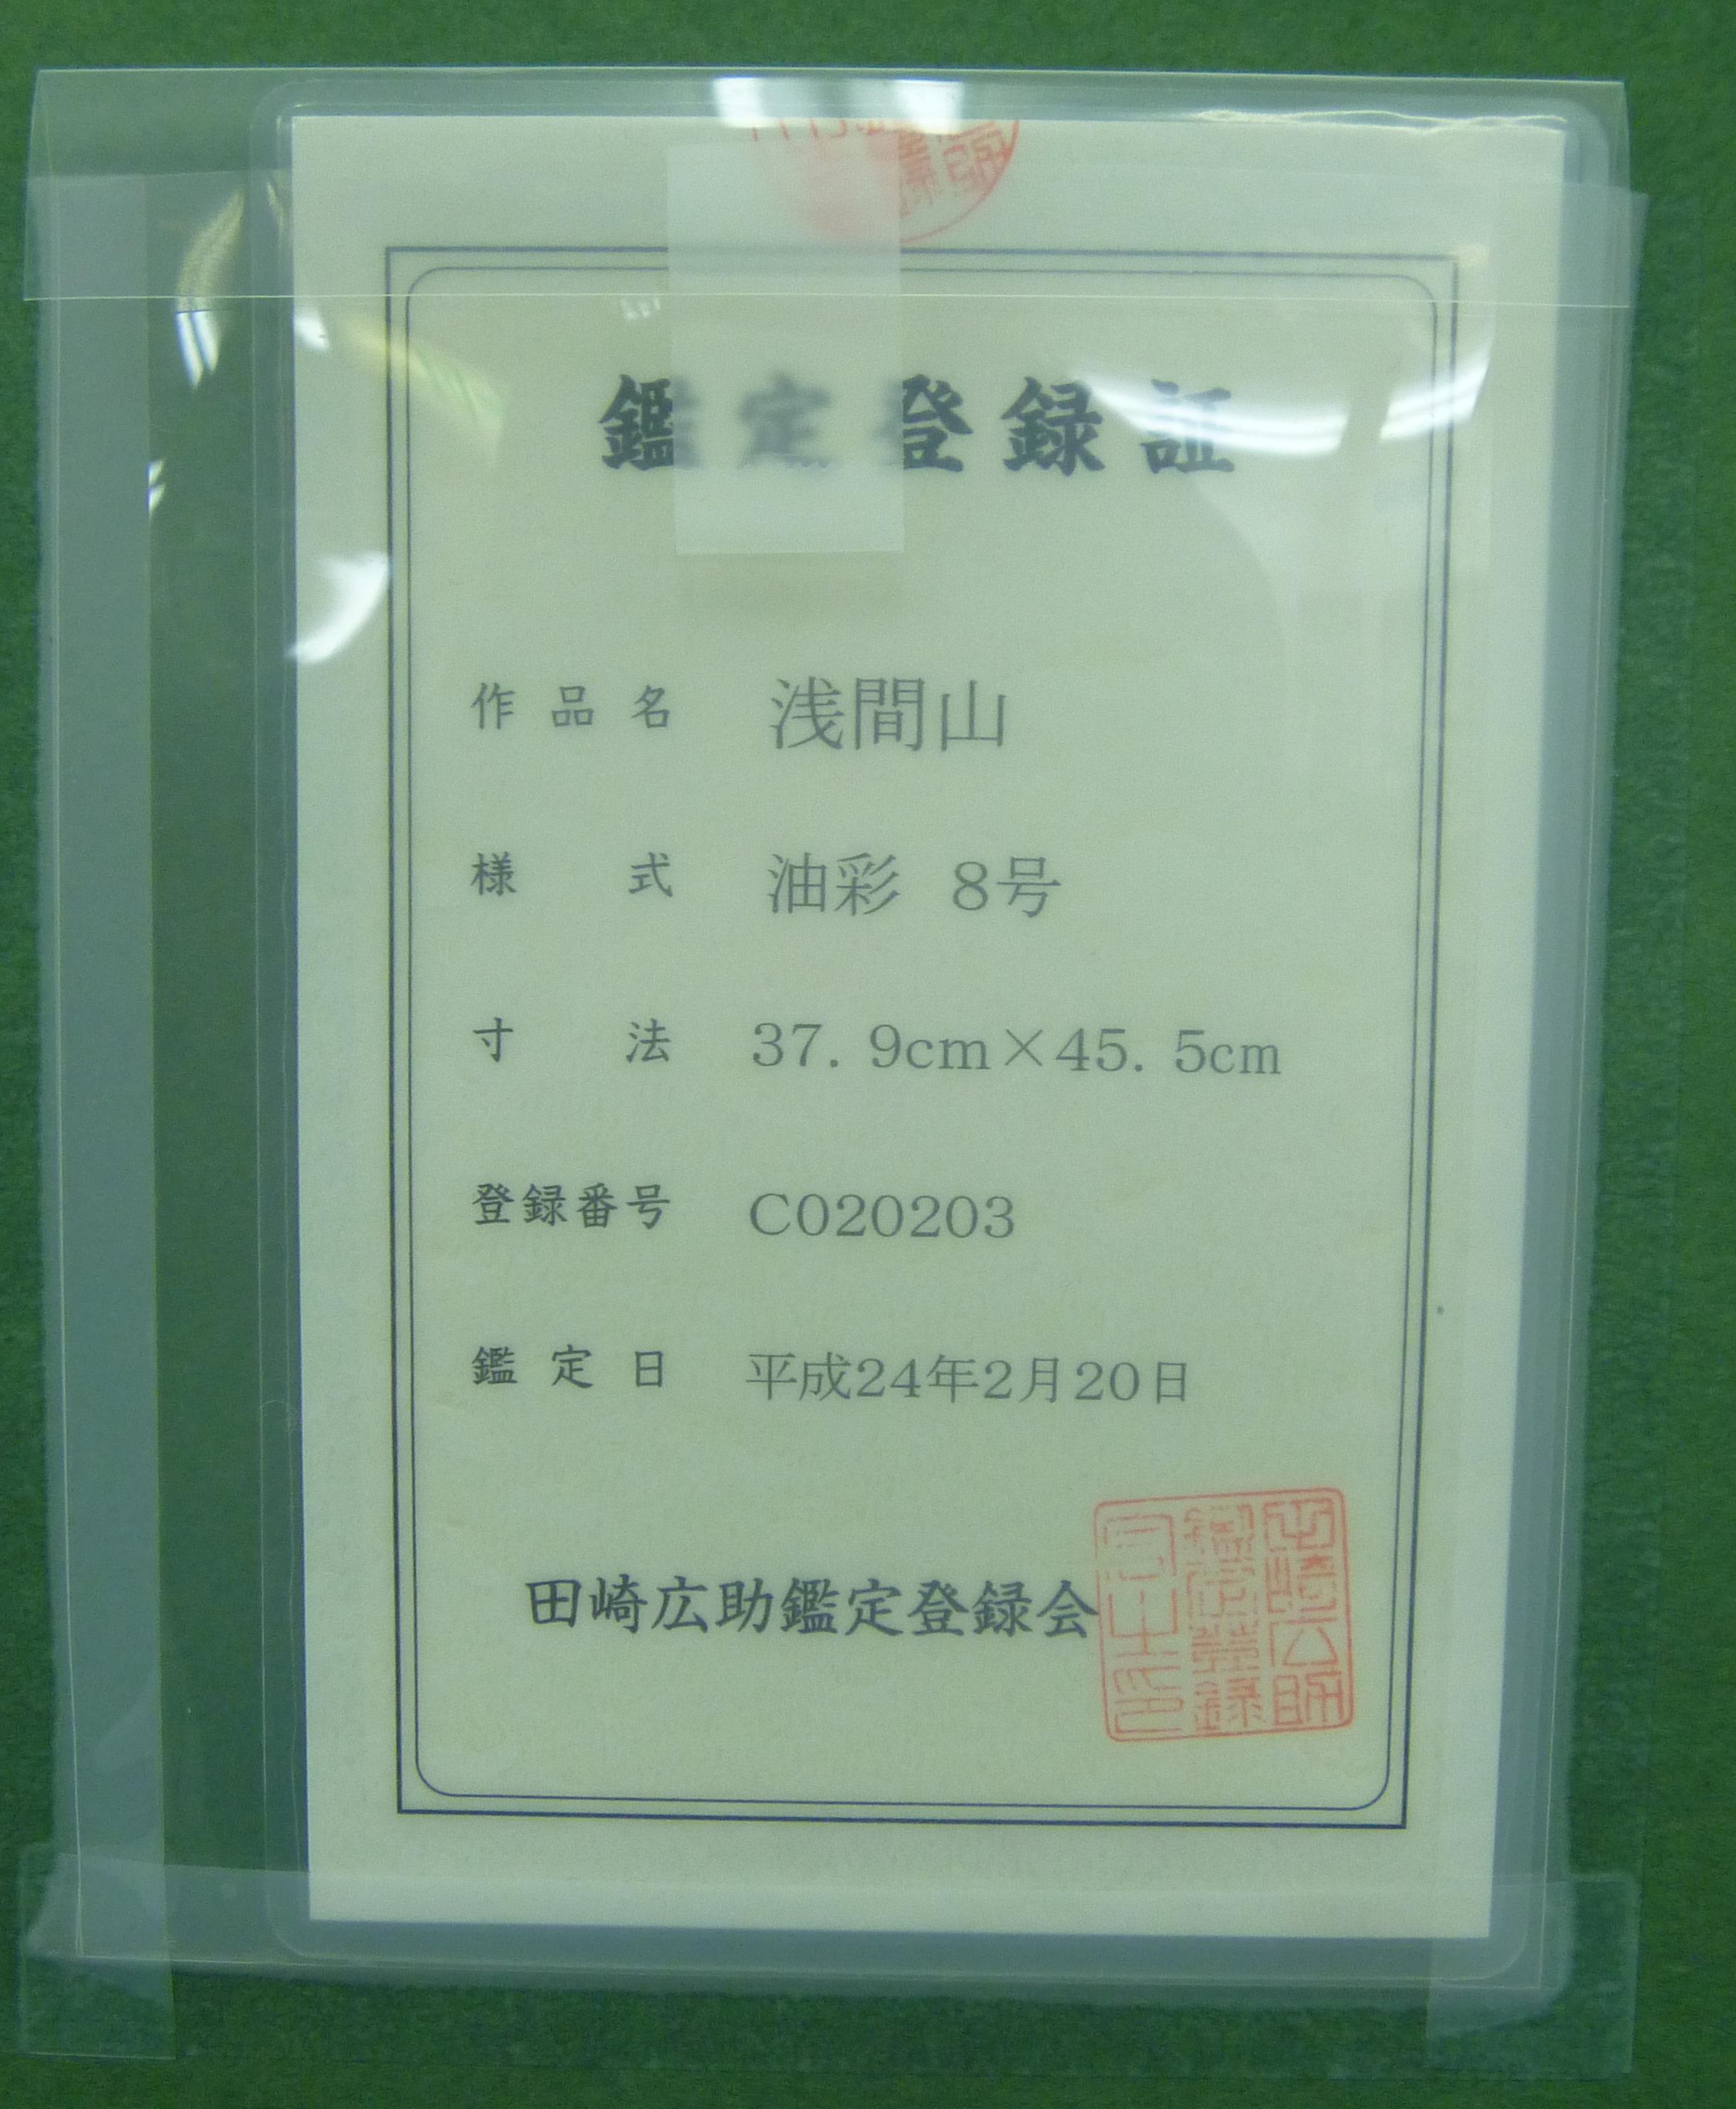 鑑定登録証
作品名 浅間山
様式 油彩 8号
寸法 37.9cm×45.5cm
登録番号 C020203
鑑定日 平成24年2月20日
田崎広助鑑定登録会